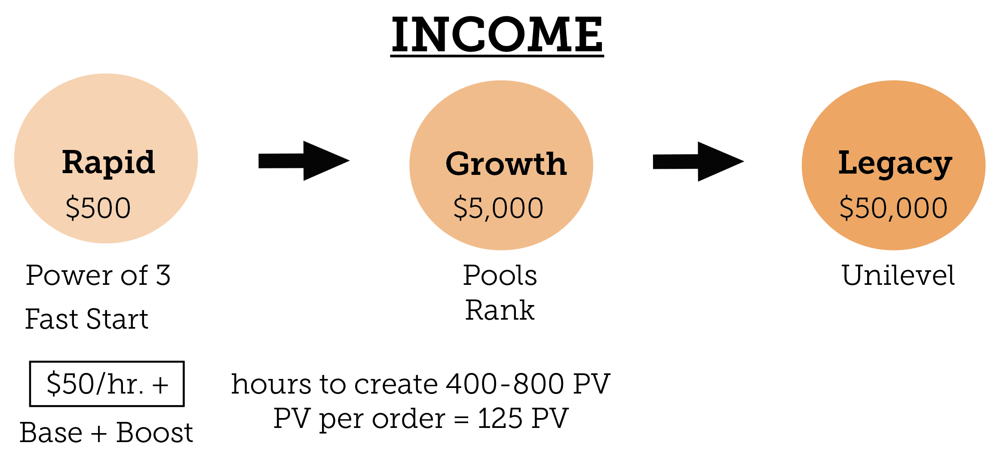 INCOME
Rapid
$500
Growth
$5,000
Legacy
$50,000
Power of 3
Fast Start
Pools
Rank
Unilevel
$50/hr. +
Base + Boost
hours to create 400-800 PV
PV per order = 125 PV